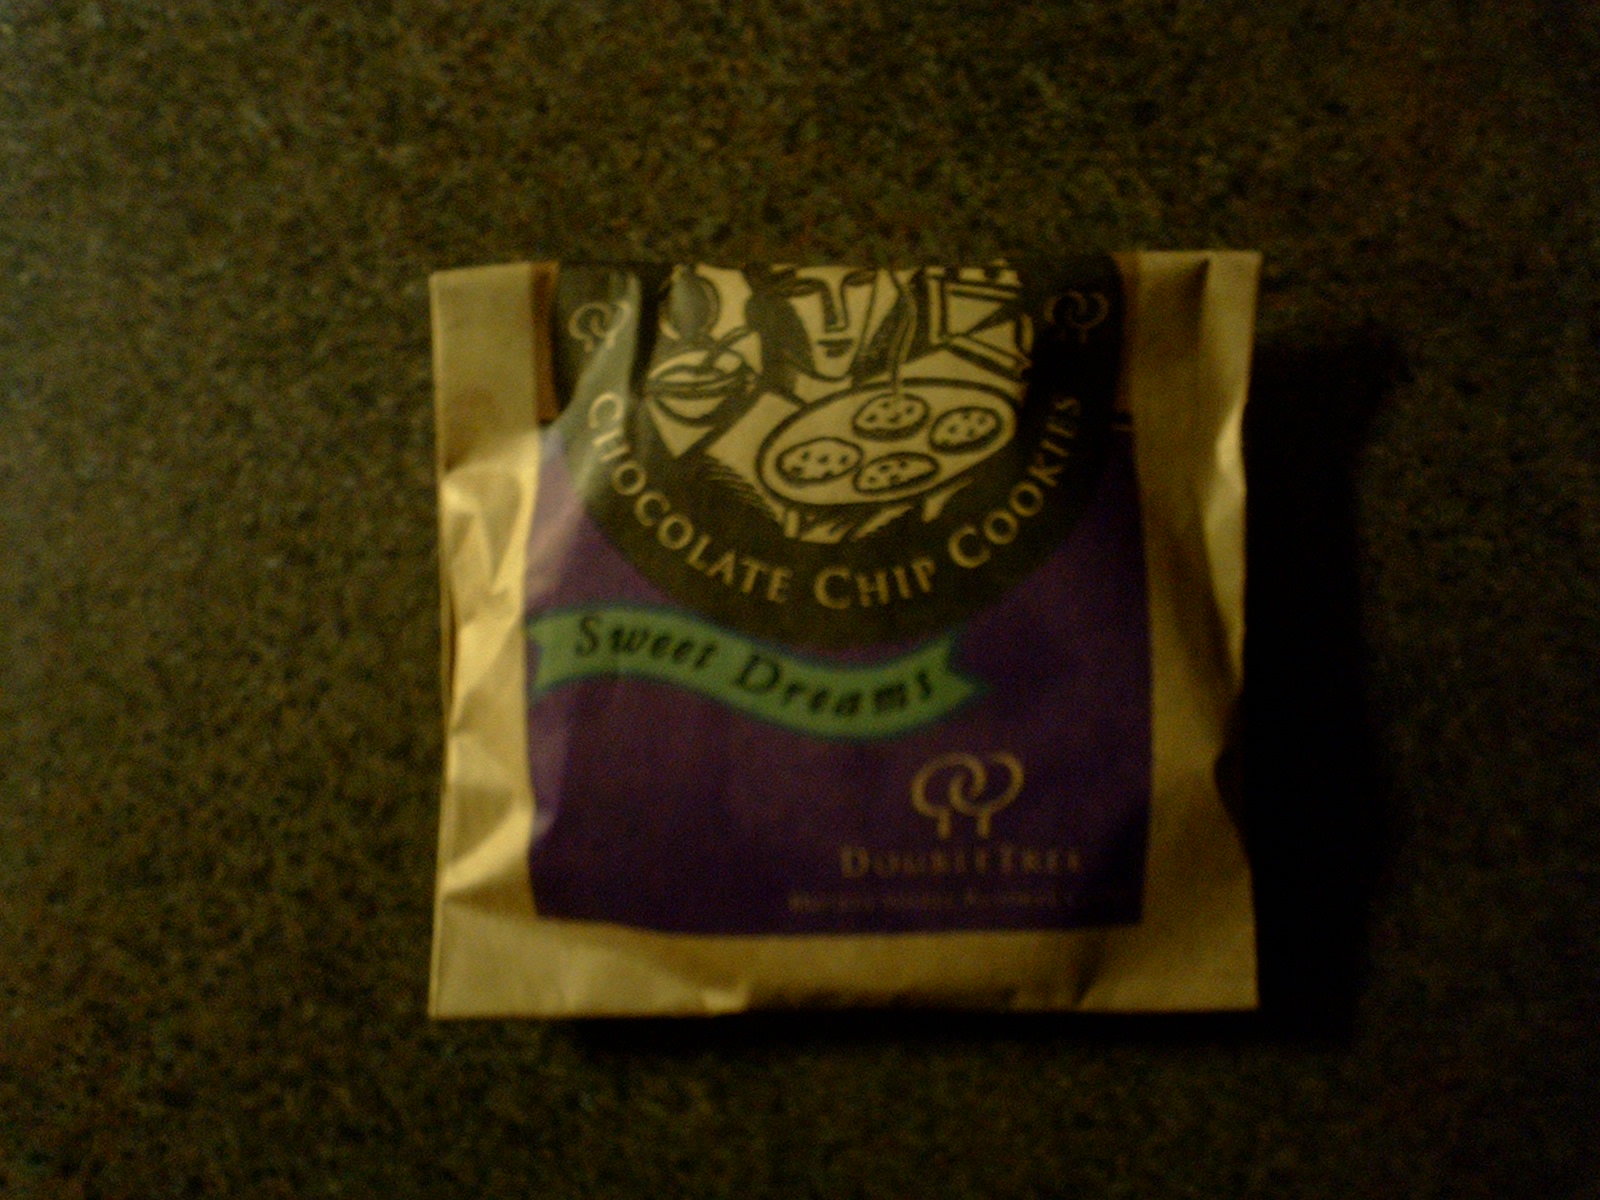 CHOCOLATE CHIP COOKIES
Sweet Dreams
DOUBLETREE